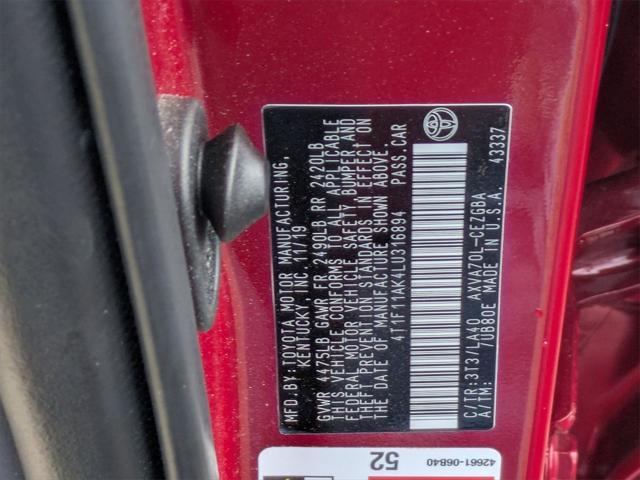 MFD. BY: TOYOTA MOTOR MANUFACTURING,
KENTUCKY, INC. 11/19
GVWR 4475LB GAWR FR 2490LB RR 2420LB
THIS VEHICLE CONFORMS TO ALL APPLICABLE
FEDERAL MOTOR VEHICLE SAFETY, BUMPER AND
THEFT PREVENTION STANDARDS IN EFFECT ON
THE DATE OF MANUFACTURE SHOWN ABOVE.
4T1F11AK4LU316894 PASS.CAR
C/TR:3T3/LA40 AXVA70L-CEZGBA
A/TM: /UB80E MADE IN U.S.A. 43337
52
42661-06B40